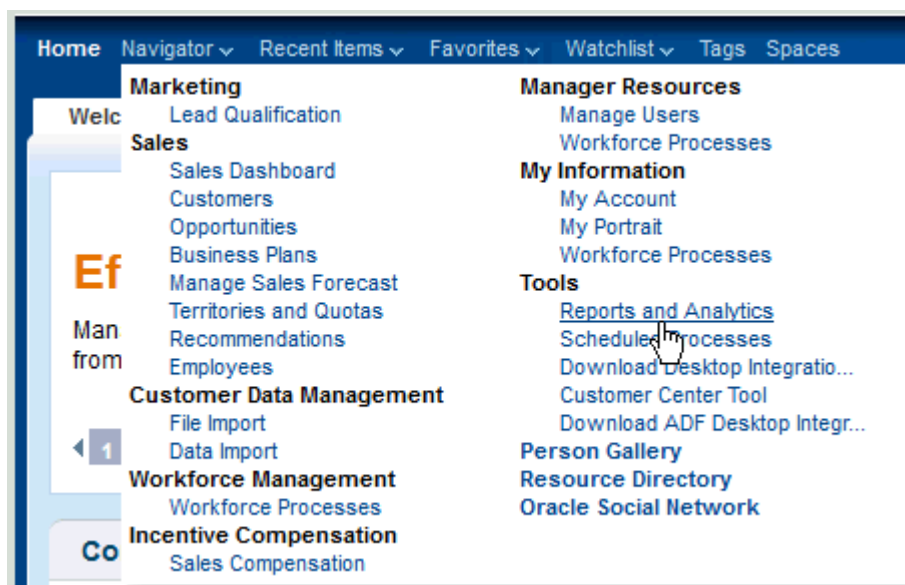 Home Navigator Recent Items Favorites Watchlist Tags Spaces
Welc
Ef
Man
from
1
Co
Marketing
Lead Qualification
Sales
Sales Dashboard
Customers
Opportunities
Business Plans
Manage Sales Forecast
Territories and Quotas
Recommendations
Employees
Customer Data Management
File Import
Data Import
Workforce Management
Workforce Processes
Incentive Compensation
Sales Compensation
Manager Resources
Manage Users
Workforce Processes
My Information
My Account
My Portrait
Workforce Processes
Tools
Reports and Analytics
Scheduled Processes
Download Desktop Integratio...
Customer Center Tool
Download ADF Desktop Integr...
Person Gallery
Resource Directory
Oracle Social Network